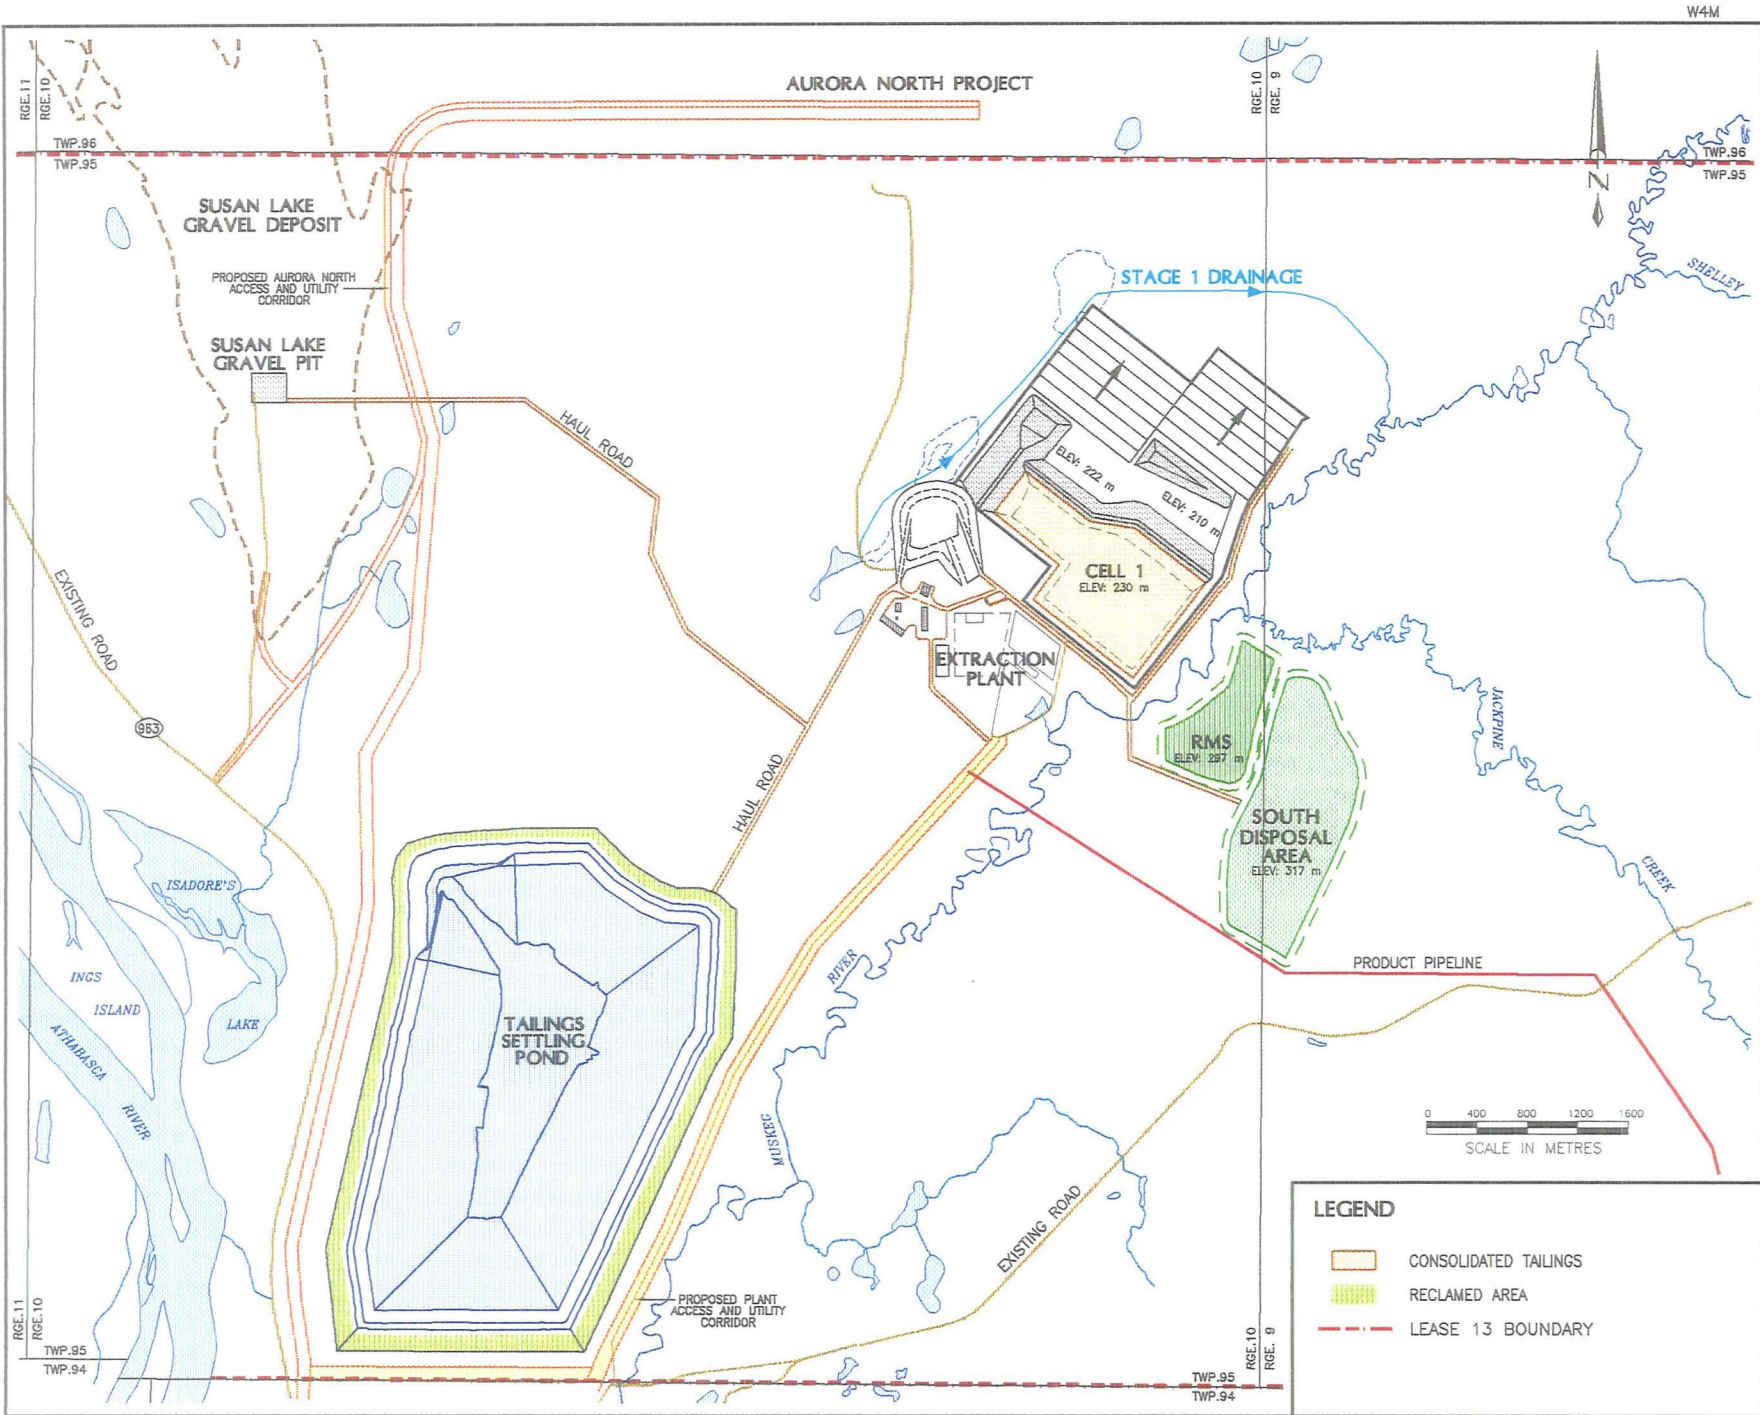 W4M
AURORA NORTH PROJECT
RGE.11
RGE.10
RGE.10
RGE. 9
TWP.96
TWP.95
TWP.96
TWP.95
N
SUSAN LAKE
GRAVEL DEPOSIT
PROPOSED AURORA NORTH
ACCESS AND UTILITY
CORRIDOR
SUSAN LAKE
GRAVEL PIT
STAGE 1 DRAINAGE
SHELLEY
HAUL ROAD
ELEV: 222 m
ELEV: 210 m
CELL 1
ELEV: 230 m
EXISTING ROAD
963
EXTRACTION
PLANT
RMS
ELEV: 297 m
JACKPINE
CREEK
HAUL ROAD
SOUTH
DISPOSAL
AREA
ELEV: 317 m
ISADORE'S
LAKE
INGS
ISLAND
ATHABASCA
RIVER
TAILINGS
SETTLING
POND
RIVER
MUSKEG
PRODUCT PIPELINE
0 400 800 1200 1600
SCALE IN METRES
EXISTING ROAD
PROPOSED PLANT
ACCESS AND UTILITY
CORRIDOR
LEGEND
CONSOLIDATED TAILINGS
RECLAMED AREA
LEASE 13 BOUNDARY
RGE.11
RGE.10
TWP.95
TWP.94
RGE.10
RGE. 9
TWP.95
TWP.94